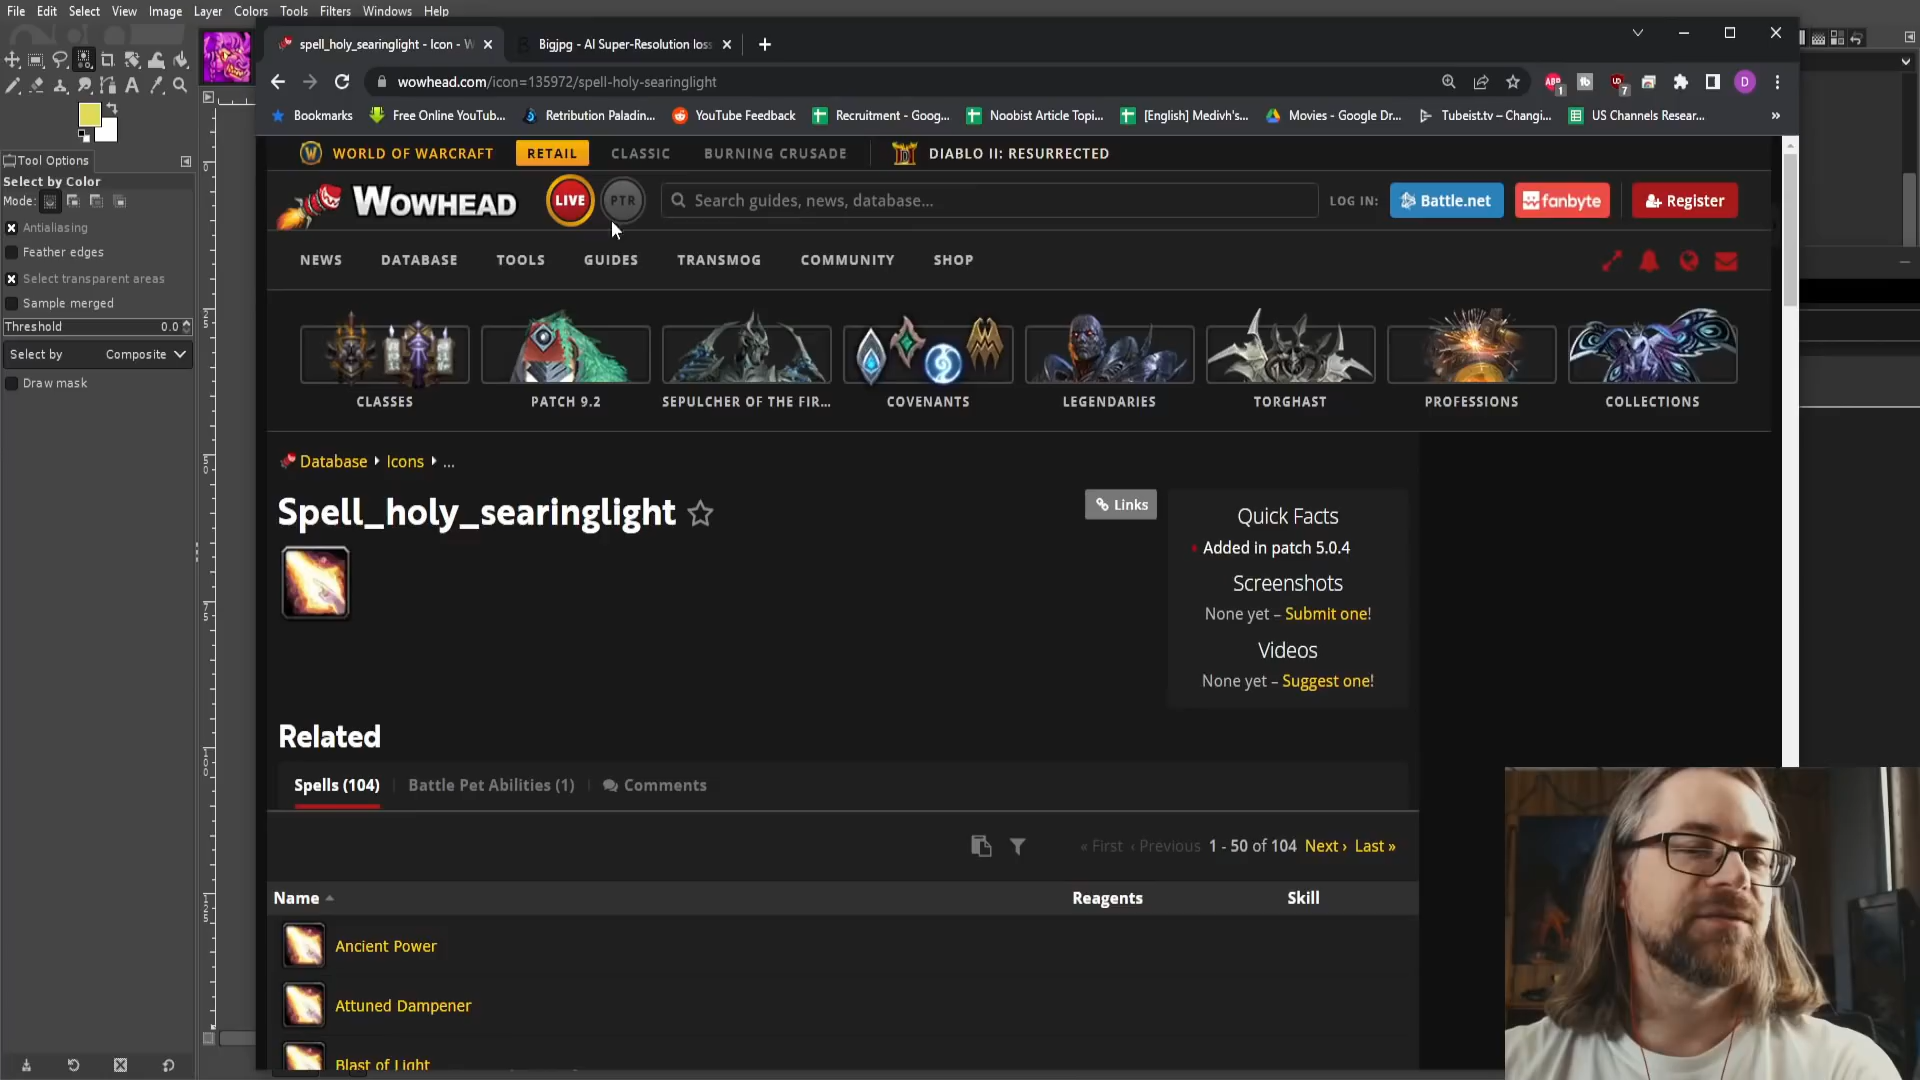 File Edit Select View Image Layer Colors Tools Filters Windows Help
spell_holy_searinglight - Icon - W
Bigjpg - AI Super-Resolution loss
wowhead.com/icon=135972/spell-holy-searinglight
Bookmarks Free Online YouTub... Retribution Paladin... YouTube Feedback Recruitment - Goog... Noobist Article Topi... [English] Medivh's... Movies - Google Dr... Tubeist.tv – Changi... US Channels Resear... »
Tool Options
Select by Color
Mode:
Antialiasing
Feather edges
Select transparent areas
Sample merged
Threshold 0.0
Select by Composite
Draw mask
WORLD OF WARCRAFT RETAIL CLASSIC BURNING CRUSADE DIABLO II: RESURRECTED
WOWHEAD LIVE PTR Search guides, news, database... LOG IN: Battle.net fanbyte Register
NEWS DATABASE TOOLS GUIDES TRANSMOG COMMUNITY SHOP
CLASSES PATCH 9.2 SEPULCHER OF THE FIR... COVENANTS LEGENDARIES TORGHAST PROFESSIONS COLLECTIONS
Database Icons ...
Spell_holy_searinglight
Links
Quick Facts
Added in patch 5.0.4
Screenshots
None yet – Submit one!
Videos
None yet – Suggest one!
Related
Spells (104) Battle Pet Abilities (1) Comments
« First ‹ Previous 1 - 50 of 104 Next › Last »
Name Reagents Skill
Ancient Power
Attuned Dampener
Blast of Light